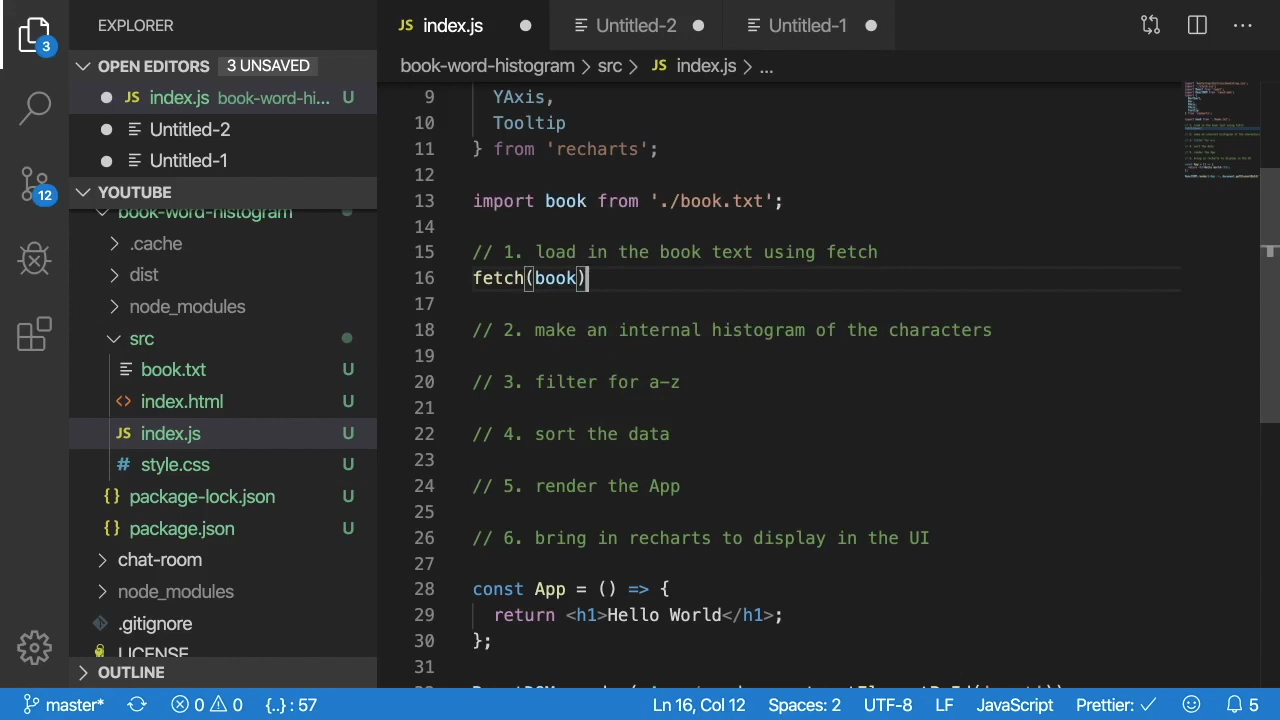 EXPLORER
3
OPEN EDITORS 3 UNSAVED
JS index.js book-word-hi... U
Untitled-2
Untitled-1
12
YOUTUBE
book-word-histogram
.cache
dist
node_modules
src
book.txt U
index.html U
JS index.js U
# style.css U
{} package-lock.json U
{} package.json U
chat-room
node_modules
.gitignore
LICENSE
OUTLINE
JS index.js
Untitled-2
Untitled-1
book-word-histogram > src > JS index.js > ...
9 YAxis,
10 Tooltip
11 } from 'recharts';
12
13 import book from './book.txt';
14
15 // 1. load in the book text using fetch
16 fetch(book)
17
18 // 2. make an internal histogram of the characters
19
20 // 3. filter for a-z
21
22 // 4. sort the data
23
24 // 5. render the App
25
26 // 6. bring in recharts to display in the UI
27
28 const App = () => {
29 return <h1>Hello World</h1>;
30 };
31
master* 0 0 {..} : 57
Ln 16, Col 12 Spaces: 2 UTF-8 LF JavaScript Prettier: ✓ 5